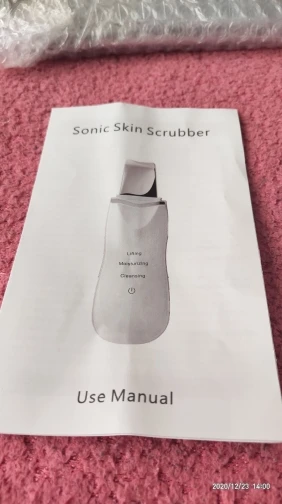 Sonic Skin Scrubber
Lifting
Moisturizing
Cleansing
Use Manual
2020/12/23 14:00